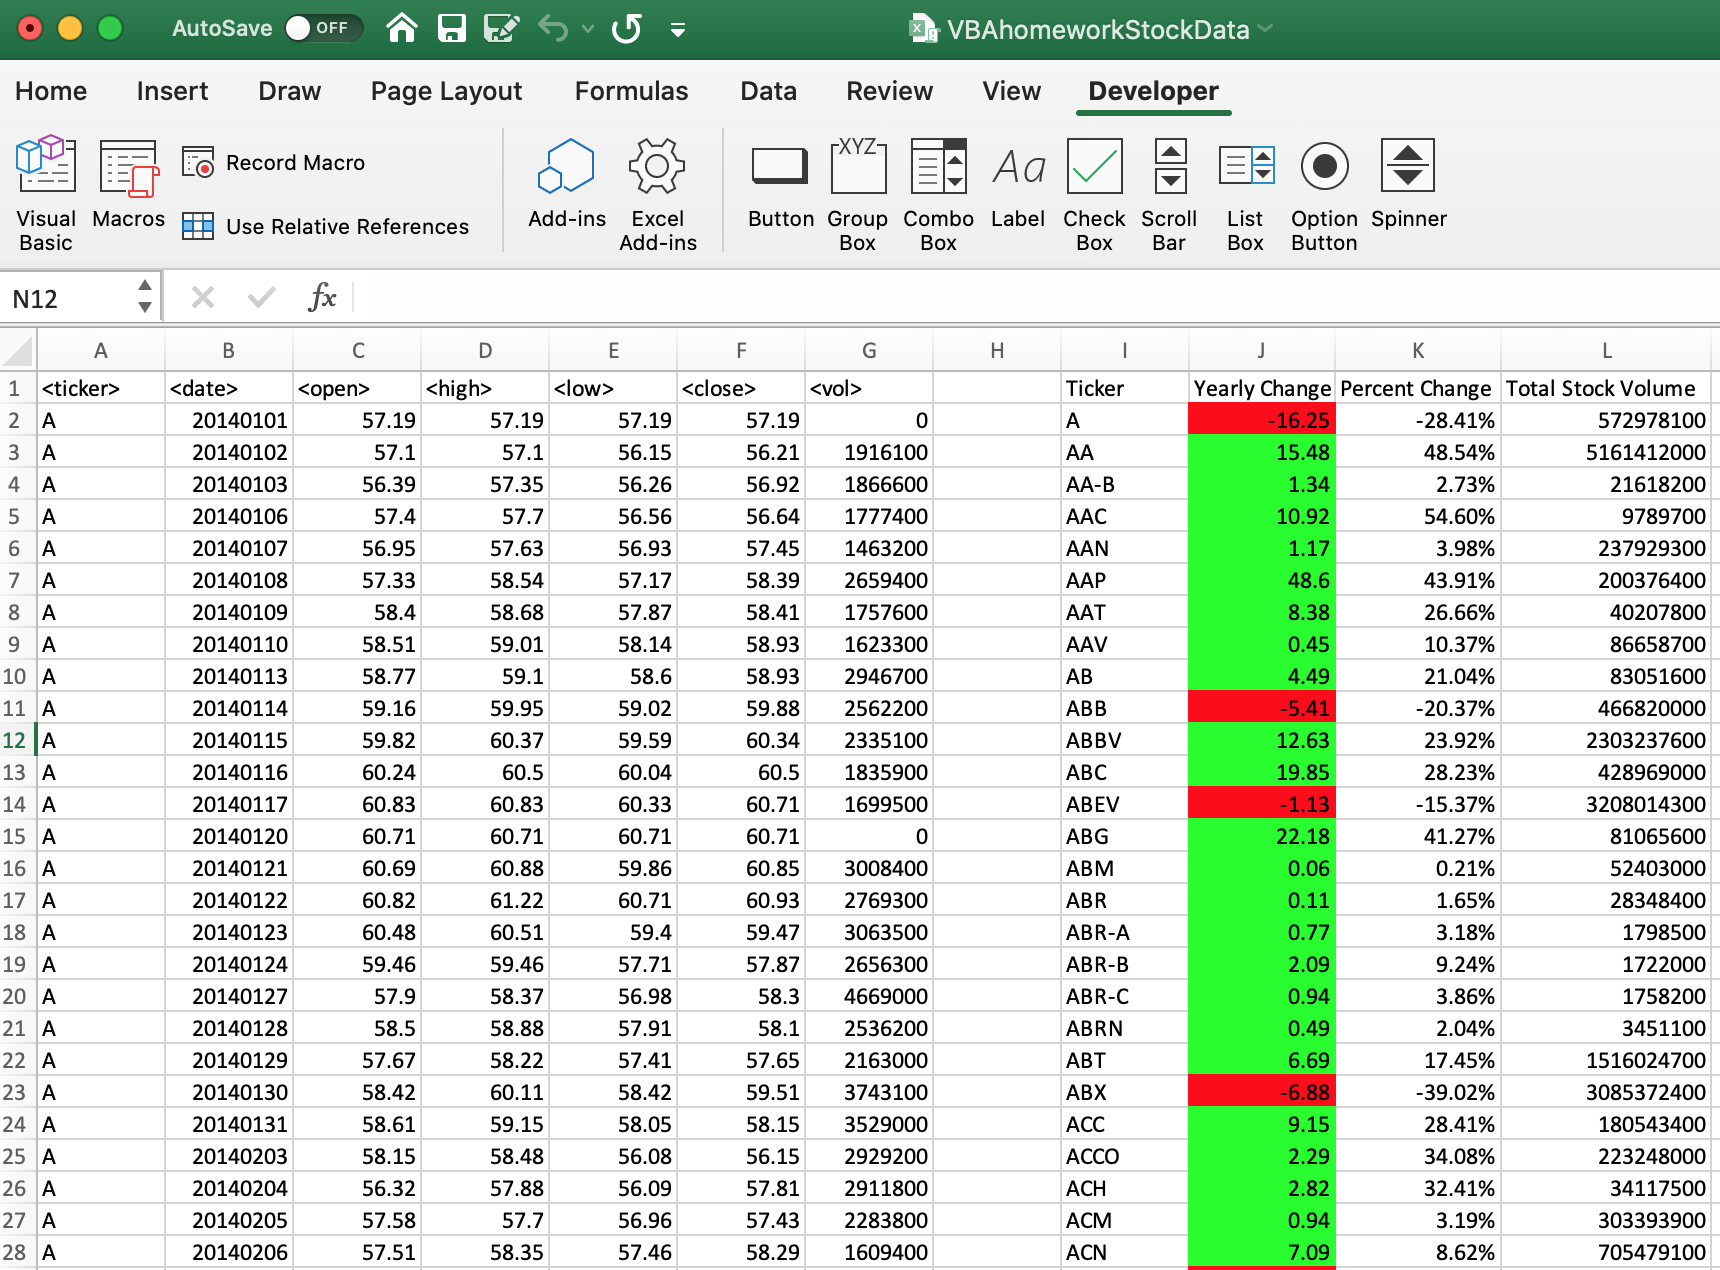 AutoSave OFF VBAhomeworkStockData
Home Insert Draw Page Layout Formulas Data Review View Developer
Visual Basic
Macros
Record Macro
Use Relative References
Add-ins
Excel Add-ins
Button
XYZ
Group Box
Combo Box
Aa
Label
Check Box
Scroll Bar
List Box
Option Button
Spinner
N12 fx
A B C D E F G H I J K L
1 <ticker> <date> <open> <high> <low> <close> <vol> Ticker Yearly Change Percent Change Total Stock Volume
2 A 20140101 57.19 57.19 57.19 57.19 0 A -16.25 -28.41% 572978100
3 A 20140102 57.1 57.1 56.15 56.21 1916100 AA 15.48 48.54% 5161412000
4 A 20140103 56.39 57.35 56.26 56.92 1866600 AA-B 1.34 2.73% 21618200
5 A 20140106 57.4 57.7 56.56 56.64 1777400 AAC 10.92 54.60% 9789700
6 A 20140107 56.95 57.63 56.93 57.45 1463200 AAN 1.17 3.98% 237929300
7 A 20140108 57.33 58.54 57.17 58.39 2659400 AAP 48.6 43.91% 200376400
8 A 20140109 58.4 58.68 57.87 58.41 1757600 AAT 8.38 26.66% 40207800
9 A 20140110 58.51 59.01 58.14 58.93 1623300 AAV 0.45 10.37% 86658700
10 A 20140113 58.77 59.1 58.6 58.93 2946700 AB 4.49 21.04% 83051600
11 A 20140114 59.16 59.95 59.02 59.88 2562200 ABB -5.41 -20.37% 466820000
12 A 20140115 59.82 60.37 59.59 60.34 2335100 ABBV 12.63 23.92% 2303237600
13 A 20140116 60.24 60.5 60.04 60.5 1835900 ABC 19.85 28.23% 428969000
14 A 20140117 60.83 60.83 60.33 60.71 1699500 ABEV -1.13 -15.37% 3208014300
15 A 20140120 60.71 60.71 60.71 60.71 0 ABG 22.18 41.27% 81065600
16 A 20140121 60.69 60.88 59.86 60.85 3008400 ABM 0.06 0.21% 52403000
17 A 20140122 60.82 61.22 60.71 60.93 2769300 ABR 0.11 1.65% 28348400
18 A 20140123 60.48 60.51 59.4 59.47 3063500 ABR-A 0.77 3.18% 1798500
19 A 20140124 59.46 59.46 57.71 57.87 2656300 ABR-B 2.09 9.24% 1722000
20 A 20140127 57.9 58.37 56.98 58.3 4669000 ABR-C 0.94 3.86% 1758200
21 A 20140128 58.5 58.88 57.91 58.1 2536200 ABRN 0.49 2.04% 3451100
22 A 20140129 57.67 58.22 57.41 57.65 2163000 ABT 6.69 17.45% 1516024700
23 A 20140130 58.42 60.11 58.42 59.51 3743100 ABX -6.88 -39.02% 3085372400
24 A 20140131 58.61 59.15 58.05 58.15 3529000 ACC 9.15 28.41% 180543400
25 A 20140203 58.15 58.48 56.08 56.15 2929200 ACCO 2.29 34.08% 223248000
26 A 20140204 56.32 57.88 56.09 57.81 2911800 ACH 2.82 32.41% 34117500
27 A 20140205 57.58 57.7 56.96 57.43 2283800 ACM 0.94 3.19% 303393900
28 A 20140206 57.51 58.35 57.46 58.29 1609400 ACN 7.09 8.62% 705479100